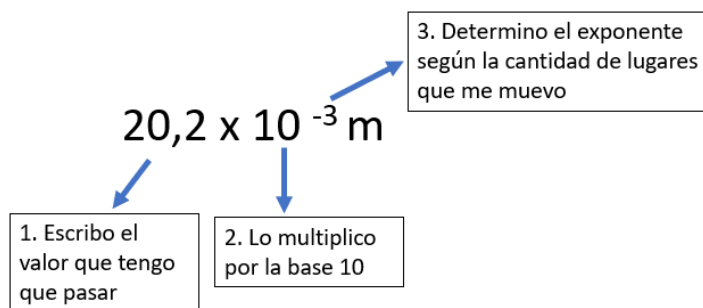 3. Determino el exponente
según la cantidad de lugares
que me muevo
20,2 x 10 -3 m
1. Escribo el
valor que tengo
que pasar
2. Lo multiplico
por la base 10